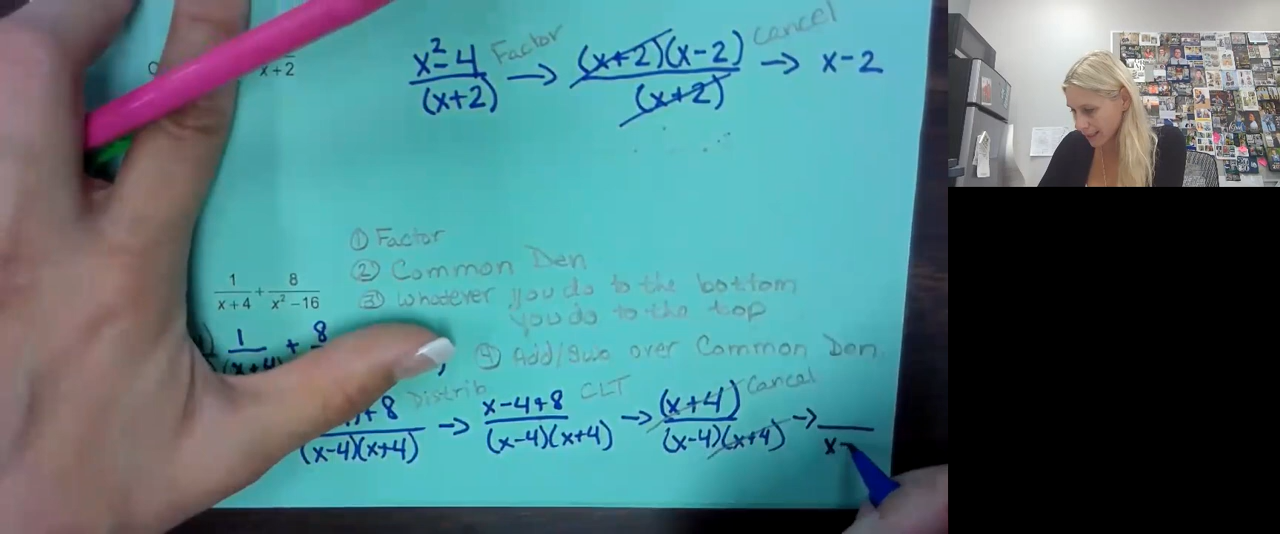 x² - 4 Factor (x+2)(x-2) Cancel
——— → ——————— → x-2
(x+2) (x+2)
x+2
① Factor
② Common Den
1/(x+4) + 8/(x² - 16)
③ Whatever you do to the bottom
you do to the top
1/(x+4) + 8
④ Add/Sub over Common Den
+8 Distrib x-4+8 CLT (x+4) Cancel
——— → ——— → ——— → ———
(x-4)(x+4) (x-4)(x+4) (x-4)(x+4) x-